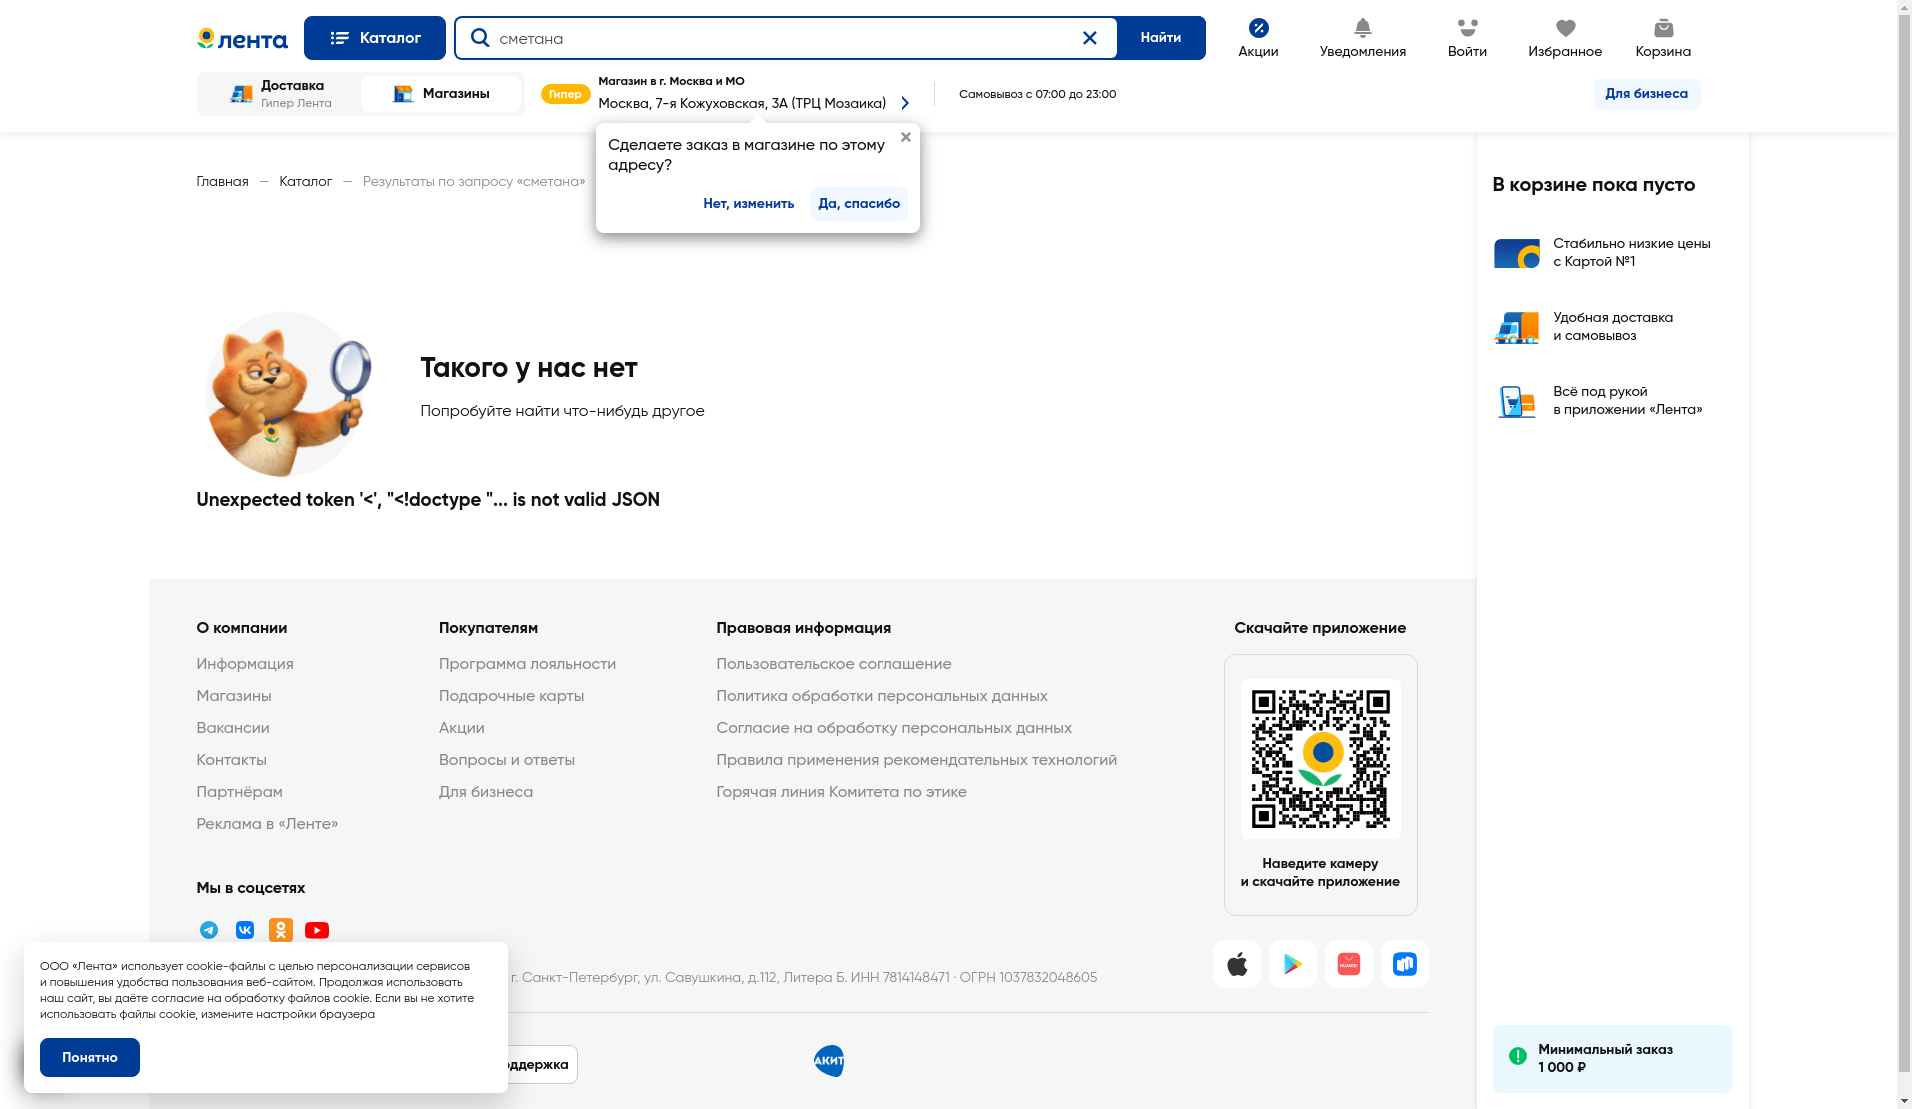 лента
Каталог
сметана
Найти
Акции
Уведомления
Войти
Избранное
Корзина
Доставка
Гипер Лента
Магазины
Гипер
Магазин в г. Москва и МО
Москва, 7-я Кожуховская, 3А (ТРЦ Мозаика)
Самовывоз с 07:00 до 23:00
Для бизнеса
Сделаете заказ в магазине по этому
адресу?
Нет, изменить
Да, спасибо
Главная — Каталог — Результаты по запросу «сметана»
Такого у нас нет
Попробуйте найти что-нибудь другое
Unexpected token '<', "<!doctype "... is not valid JSON
В корзине пока пусто
Стабильно низкие цены
с Картой №1
Удобная доставка
и самовывоз
Всё под рукой
в приложении «Лента»
Минимальный заказ
1 000 ₽
О компании
Информация
Магазины
Вакансии
Контакты
Партнёрам
Реклама в «Ленте»
Покупателям
Программа лояльности
Подарочные карты
Акции
Вопросы и ответы
Для бизнеса
Правовая информация
Пользовательское соглашение
Политика обработки персональных данных
Согласие на обработку персональных данных
Правила применения рекомендательных технологий
Горячая линия Комитета по этике
Скачайте приложение
Наведите камеру
и скачайте приложение
Мы в соцсетях
г. Санкт-Петербург, ул. Савушкина, д.112, Литера Б. ИНН 7814148471 · ОГРН 1037832048605
оддержка
АКИТ
HUAWEI
ООО «Лента» использует cookie-файлы с целью персонализации сервисов
и повышения удобства пользования веб-сайтом. Продолжая использовать
наш сайт, вы даёте согласие на обработку файлов cookie. Если вы не хотите
использовать файлы cookie, измените настройки браузера
Понятно